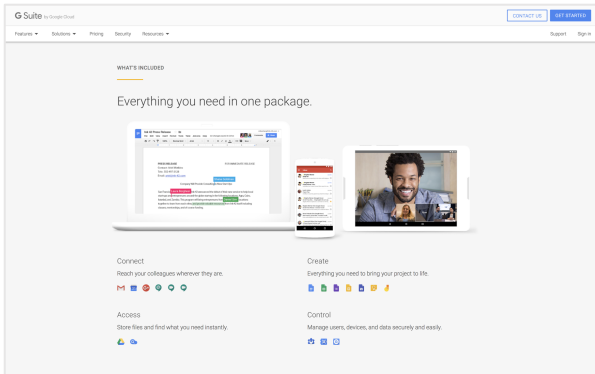 G Suite by Google Cloud
CONTACT US
GET STARTED
Features
Solutions
Pricing
Security
Resources
Support
Sign in
WHAT'S INCLUDED
Everything you need in one package.
Connect
Reach your colleagues wherever they are.
Create
Everything you need to bring your project to life.
Access
Store files and find what you need instantly.
Control
Manage users, devices, and data securely and easily.